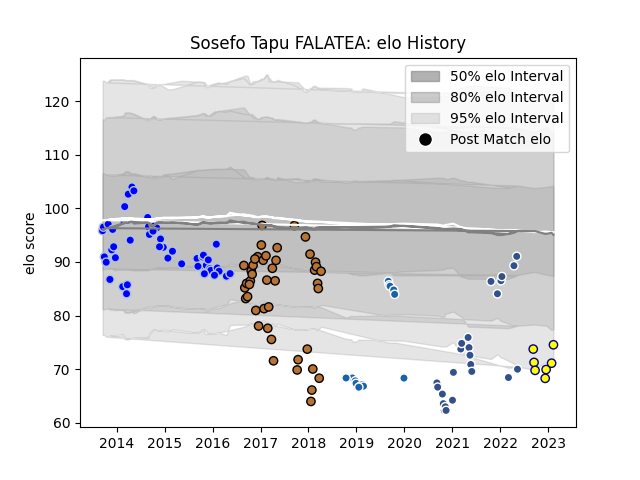 Sosefo Tapu FALATEA: elo History
50% elo Interval
80% elo Interval
95% elo Interval
Post Match elo
elo score
120
110
100
90
80
70
60
2014 2015 2016 2017 2018 2019 2020 2021 2022 2023